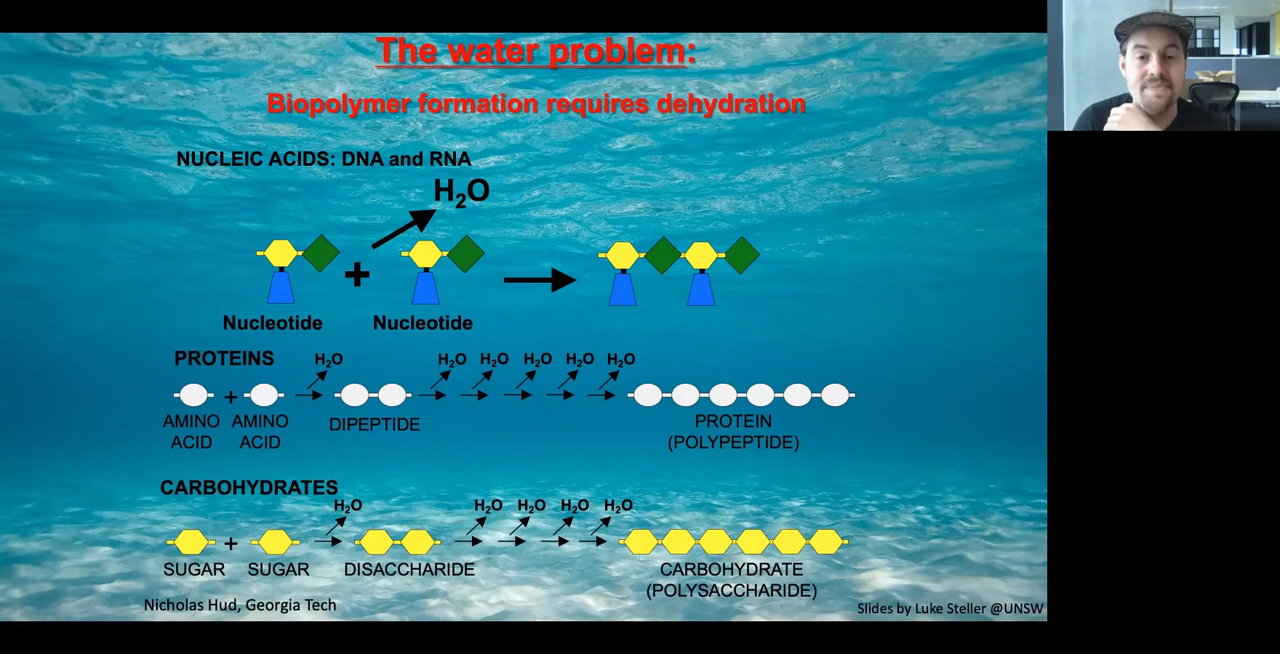 The water problem:
Biopolymer formation requires dehydration
NUCLEIC ACIDS: DNA and RNA
H₂O
+
Nucleotide Nucleotide
PROTEINS
H₂O H₂O H₂O H₂O H₂O H₂O
+
AMINO ACID AMINO ACID DIPEPTIDE PROTEIN (POLYPEPTIDE)
CARBOHYDRATES
H₂O H₂O H₂O H₂O H₂O
+
SUGAR SUGAR DISACCHARIDE CARBOHYDRATE
(POLYSACCHARIDE)
Nicholas Hud, Georgia Tech
Slides by Luke Steller @UNSW